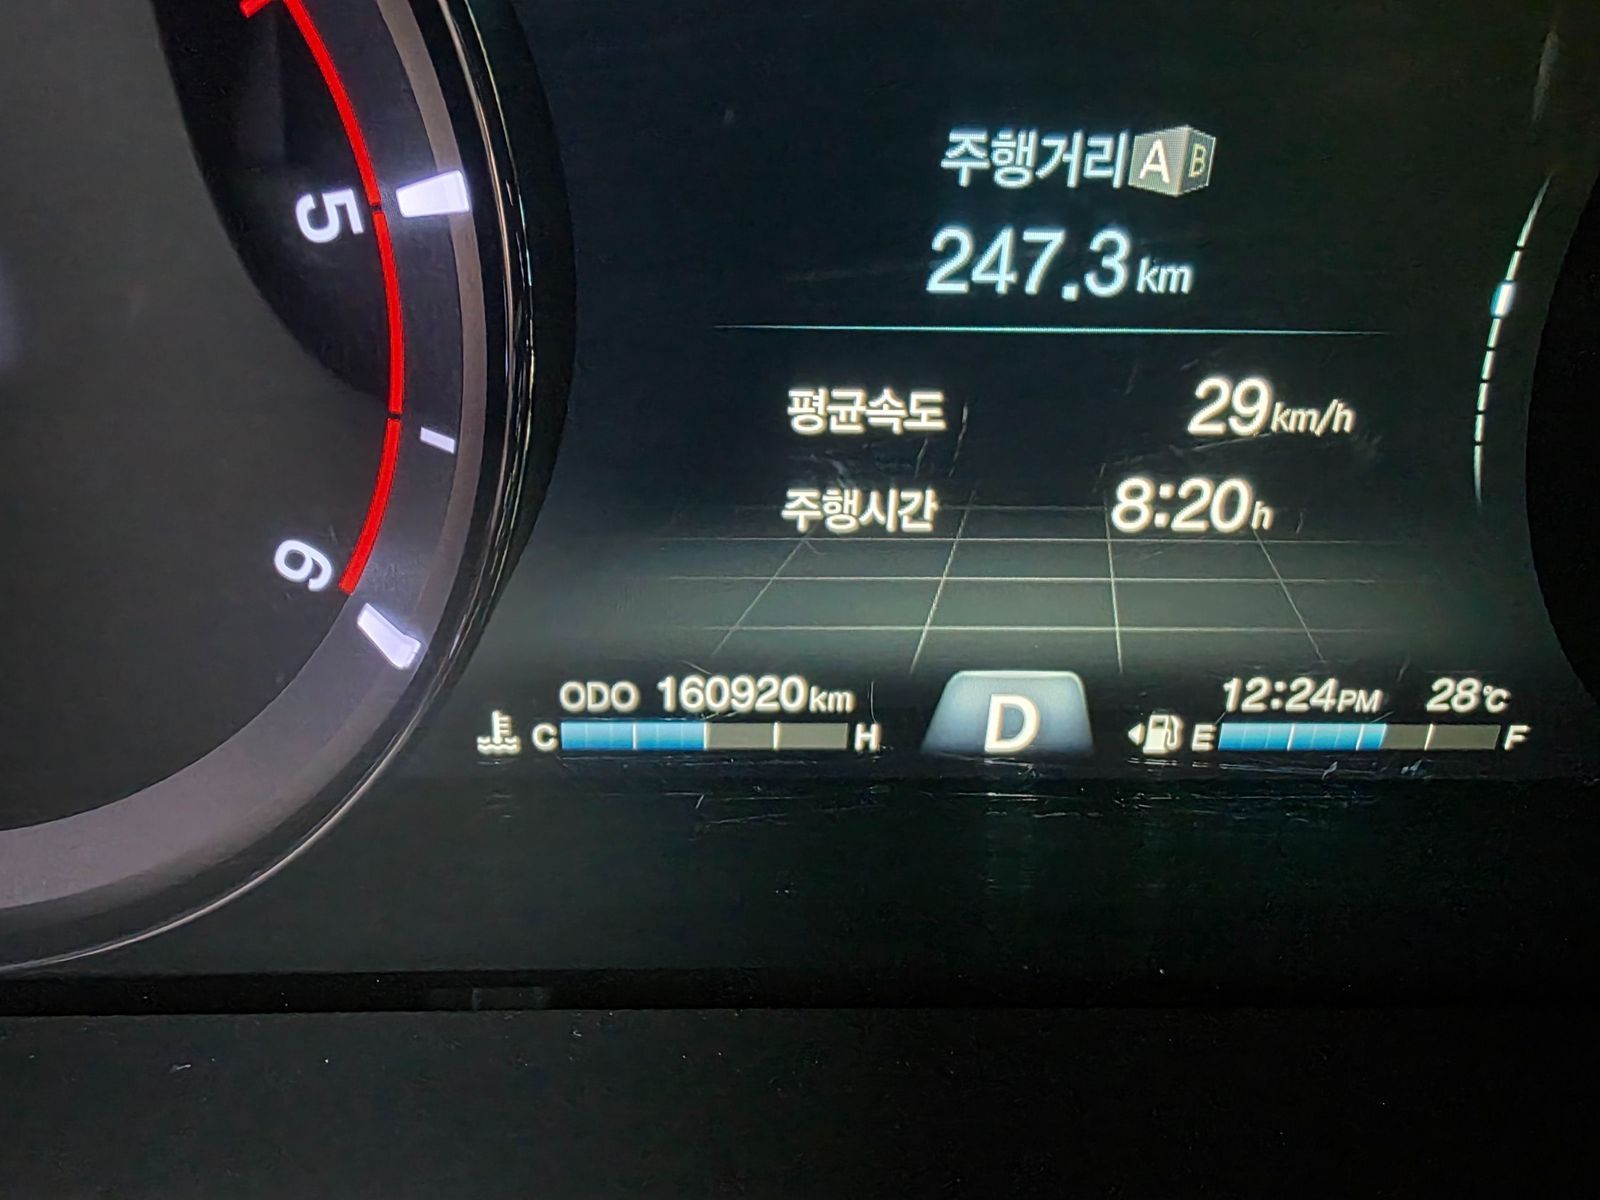 5
6
주행거리 A B
247.3 km
평균속도 29 km/h
주행시간 8:20 h
ODO 160920 km
12:24 PM 28℃
C H
D
E F